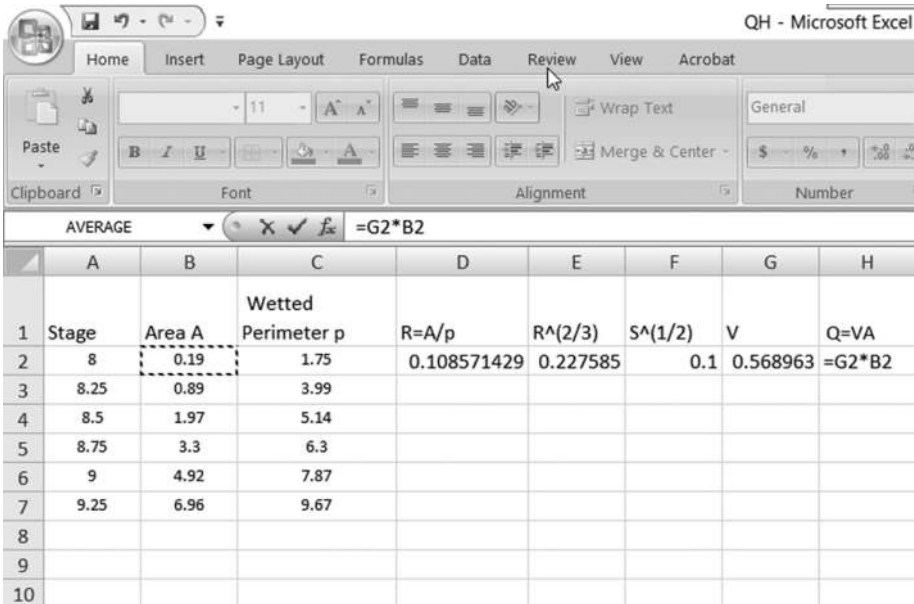 QH - Microsoft Excel
Home Insert Page Layout Formulas Data Review View Acrobat
11 A A Wrap Text General
Paste B I U A Merge & Center $ % ,
Clipboard Font Alignment Number
AVERAGE fx =G2*B2
A B C D E F G H
1 Stage Area A Wetted Perimeter p R=A/p R^(2/3) S^(1/2) V Q=VA
2 8 0.19 1.75 0.108571429 0.227585 0.1 0.568963 =G2*B2
3 8.25 0.89 3.99
4 8.5 1.97 5.14
5 8.75 3.3 6.3
6 9 4.92 7.87
7 9.25 6.96 9.67
8
9
10